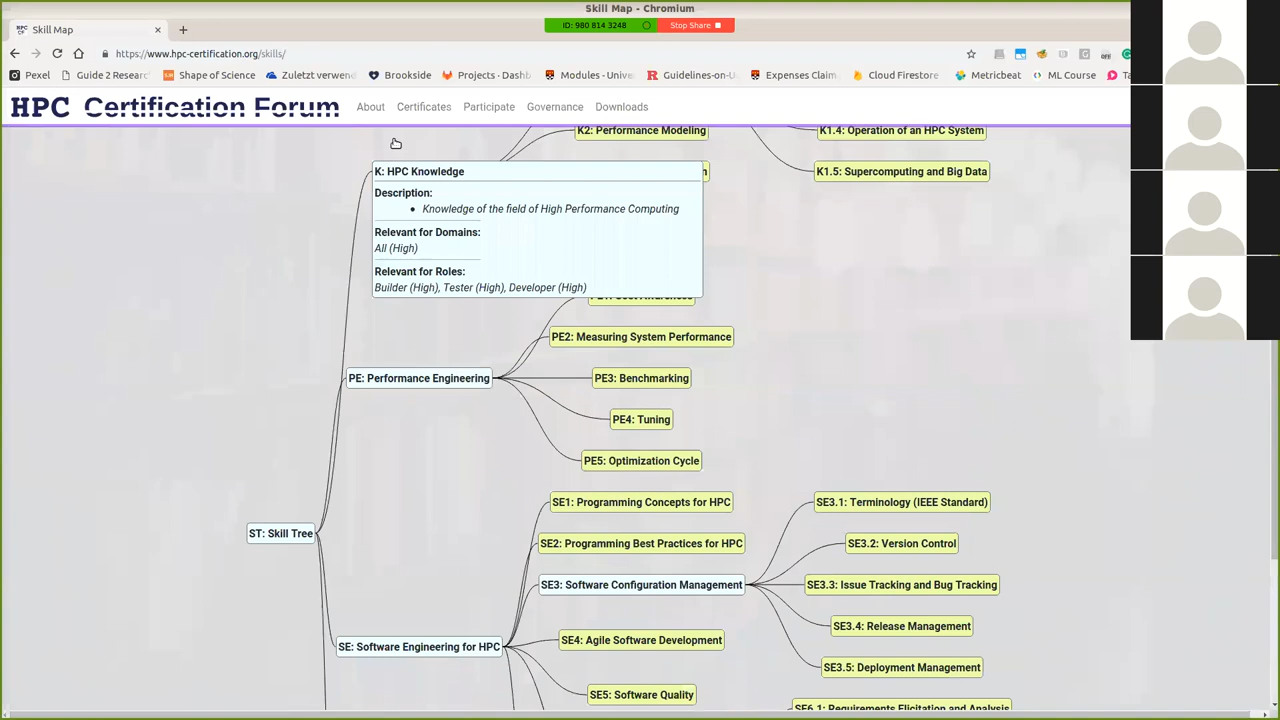 Skill Map - Chromium
ID: 980 814 3248
Stop Share
HPC CF
Skill Map
https://www.hpc-certification.org/skills/
Pexel
Guide 2 Researc
Shape of Science
Zuletzt verwend
Brookside
Projects · Dashb
Modules - Unive
Guidelines-on-U
Expenses Claim
Cloud Firestore
Metricbeat
ML Course
HPC Certification Forum
About
Certificates
Participate
Governance
Downloads
K2: Performance Modeling
K1.4: Operation of an HPC System
K: HPC Knowledge
K1.5: Supercomputing and Big Data
Description:
• Knowledge of the field of High Performance Computing
Relevant for Domains:
All (High)
Relevant for Roles:
Builder (High), Tester (High), Developer (High)
PE2: Measuring System Performance
PE: Performance Engineering
PE3: Benchmarking
PE4: Tuning
PE5: Optimization Cycle
SE1: Programming Concepts for HPC
SE3.1: Terminology (IEEE Standard)
ST: Skill Tree
SE2: Programming Best Practices for HPC
SE3.2: Version Control
SE3: Software Configuration Management
SE3.3: Issue Tracking and Bug Tracking
SE3.4: Release Management
SE: Software Engineering for HPC
SE4: Agile Software Development
SE3.5: Deployment Management
SE5: Software Quality
SE6.1: Requirements Elicitation and Analysis